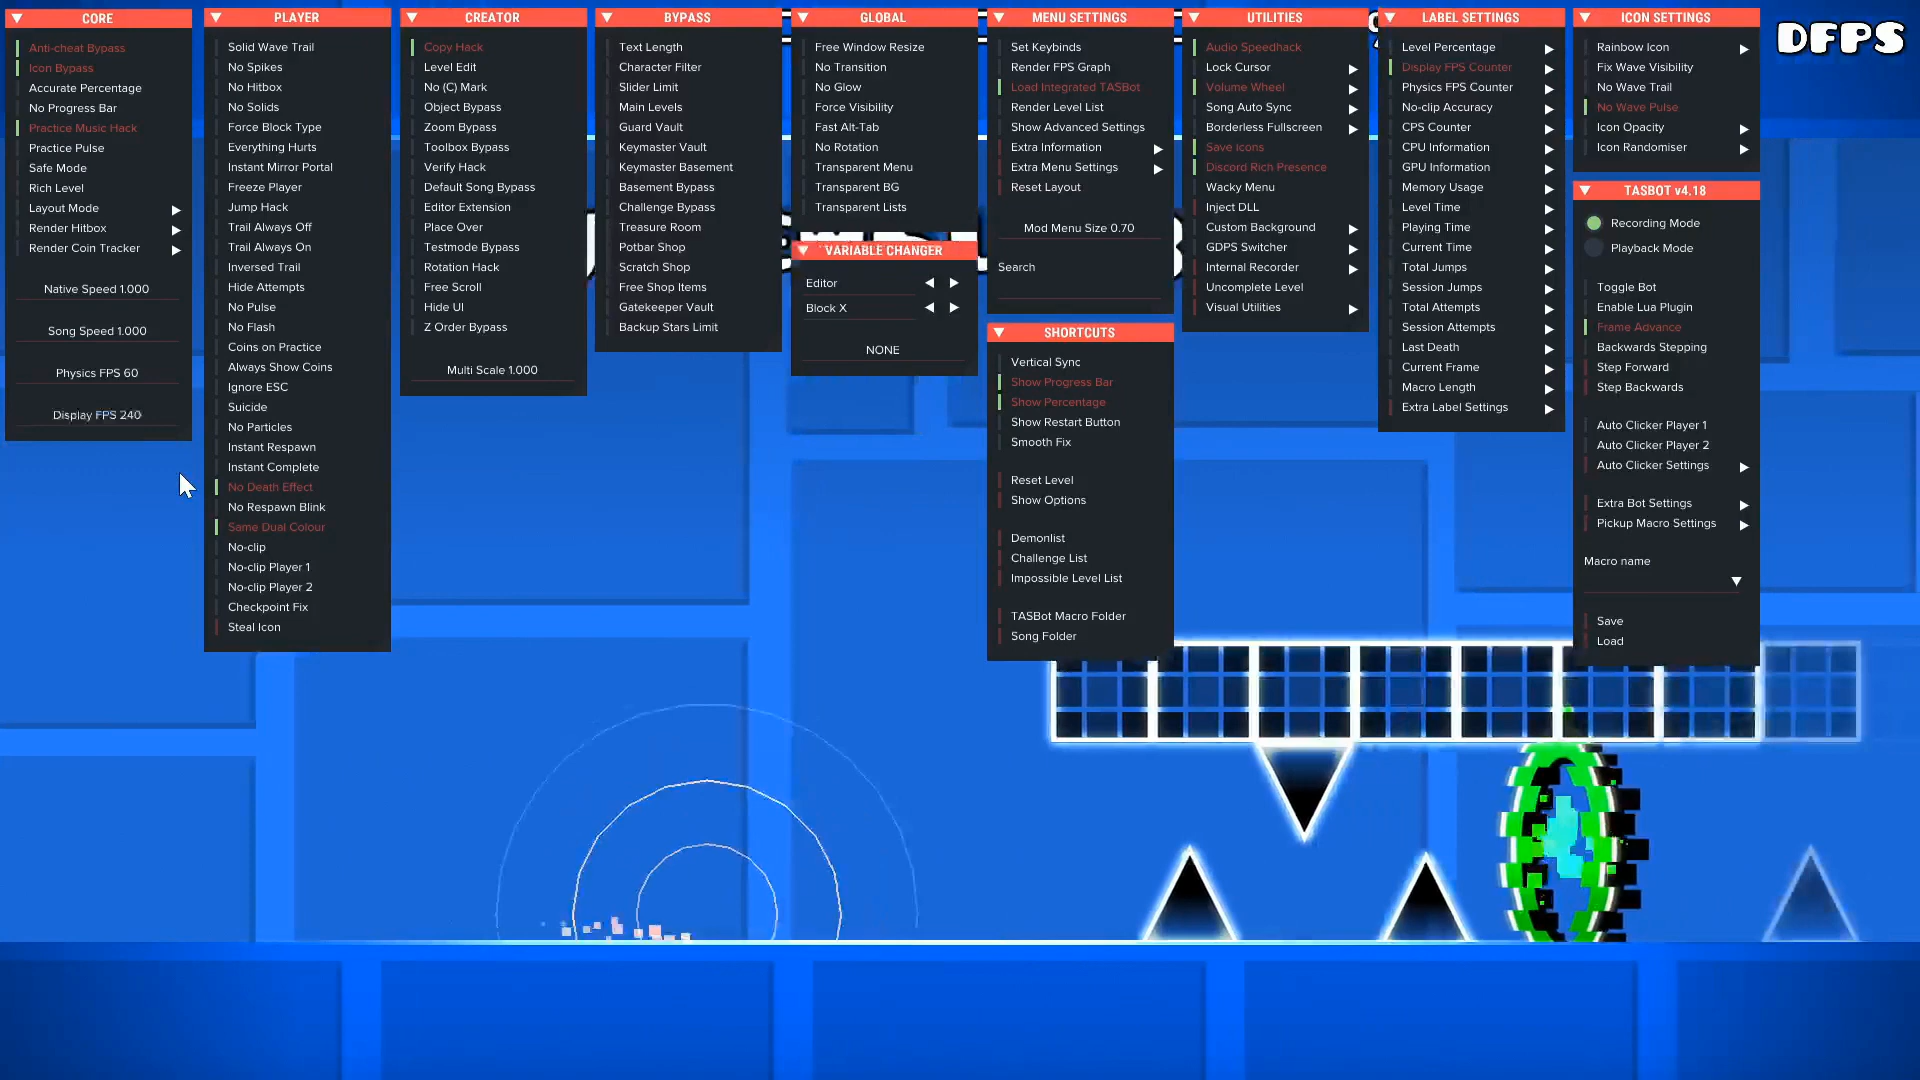 CORE
Anti-cheat Bypass
Icon Bypass
Accurate Percentage
No Progress Bar
Practice Music Hack
Practice Pulse
Safe Mode
Rich Level
Layout Mode
Render Hitbox
Render Coin Tracker
Native Speed 1.000
Song Speed 1.000
Physics FPS 60
Display FPS 240
PLAYER
Solid Wave Trail
No Spikes
No Hitbox
No Solids
Force Block Type
Everything Hurts
Instant Mirror Portal
Freeze Player
Jump Hack
Trail Always Off
Trail Always On
Inversed Trail
Hide Attempts
No Pulse
No Flash
Coins on Practice
Always Show Coins
Ignore ESC
Suicide
No Particles
Instant Respawn
Instant Complete
No Death Effect
No Respawn Blink
Same Dual Colour
No-clip
No-clip Player 1
No-clip Player 2
Checkpoint Fix
Steal Icon
CREATOR
Copy Hack
Level Edit
No (C) Mark
Object Bypass
Zoom Bypass
Toolbox Bypass
Verify Hack
Default Song Bypass
Editor Extension
Place Over
Testmode Bypass
Rotation Hack
Free Scroll
Hide UI
Z Order Bypass
Multi Scale 1.000
BYPASS
Text Length
Character Filter
Slider Limit
Main Levels
Guard Vault
Keymaster Vault
Keymaster Basement
Basement Bypass
Challenge Bypass
Treasure Room
Potbar Shop
Scratch Shop
Free Shop Items
Gatekeeper Vault
Backup Stars Limit
GLOBAL
Free Window Resize
No Transition
No Glow
Force Visibility
Fast Alt-Tab
No Rotation
Transparent Menu
Transparent BG
Transparent Lists
VARIABLE CHANGER
Editor
Block X
NONE
MENU SETTINGS
Set Keybinds
Render FPS Graph
Load Integrated TASBot
Render Level List
Show Advanced Settings
Extra Information
Extra Menu Settings
Reset Layout
Mod Menu Size 0.70
Search
SHORTCUTS
Vertical Sync
Show Progress Bar
Show Percentage
Show Restart Button
Smooth Fix
Reset Level
Show Options
Demonlist
Challenge List
Impossible Level List
TASBot Macro Folder
Song Folder
UTILITIES
Audio Speedhack
Lock Cursor
Volume Wheel
Song Auto Sync
Borderless Fullscreen
Save Icons
Discord Rich Presence
Wacky Menu
Inject DLL
Custom Background
GDPS Switcher
Internal Recorder
Uncomplete Level
Visual Utilities
LABEL SETTINGS
Level Percentage
Display FPS Counter
Physics FPS Counter
No-clip Accuracy
CPS Counter
CPU Information
GPU Information
Memory Usage
Level Time
Playing Time
Current Time
Total Jumps
Session Jumps
Total Attempts
Session Attempts
Last Death
Current Frame
Macro Length
Extra Label Settings
ICON SETTINGS
Rainbow Icon
Fix Wave Visibility
No Wave Trail
No Wave Pulse
Icon Opacity
Icon Randomiser
TASBOT v4.18
Recording Mode
Playback Mode
Toggle Bot
Enable Lua Plugin
Frame Advance
Backwards Stepping
Step Forward
Step Backwards
Auto Clicker Player 1
Auto Clicker Player 2
Auto Clicker Settings
Extra Bot Settings
Pickup Macro Settings
Macro name
Save
Load
DFPS